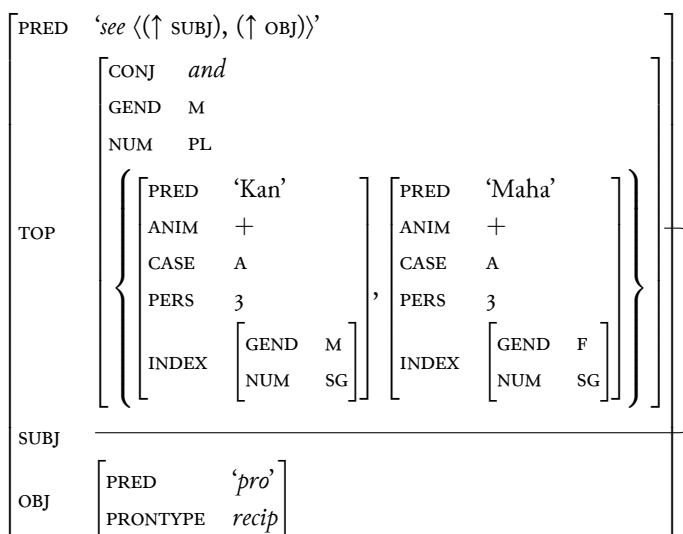 PRED ‘see ⟨(↑ SUBJ), (↑ OBJ)⟩’
CONJ and
GEND M
NUM PL
PRED ‘Kan’ PRED ‘Maha’
ANIM + ANIM +
TOP
CASE A CASE A
PERS 3 , PERS 3
GEND M GEND F
INDEX INDEX
NUM SG NUM SG
SUBJ
PRED ‘pro’
OBJ
PRONTYPE recip